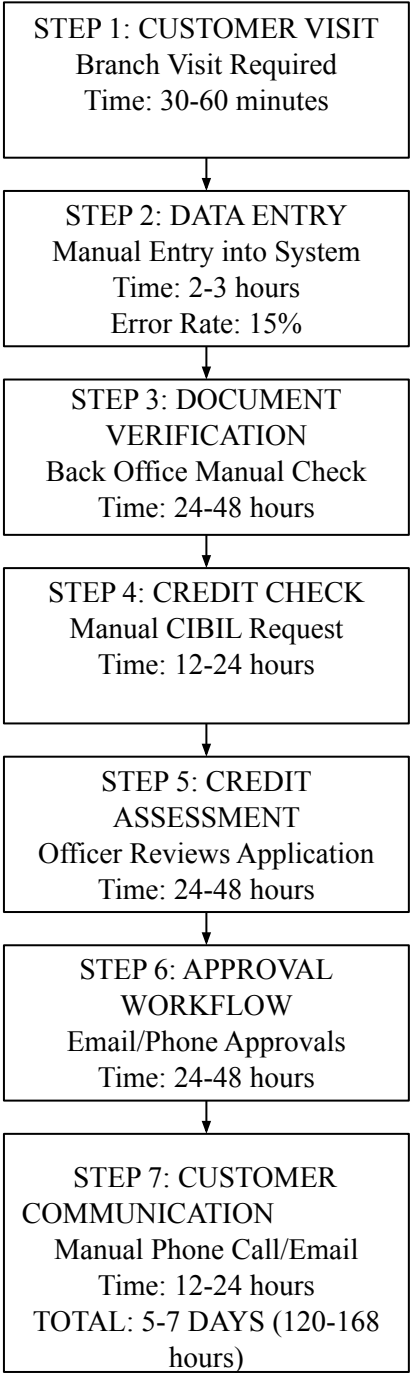 STEP 1: CUSTOMER VISIT
Branch Visit Required
Time: 30-60 minutes
STEP 2: DATA ENTRY
Manual Entry into System
Time: 2-3 hours
Error Rate: 15%
STEP 3: DOCUMENT
VERIFICATION
Back Office Manual Check
Time: 24-48 hours
STEP 4: CREDIT CHECK
Manual CIBIL Request
Time: 12-24 hours
STEP 5: CREDIT
ASSESSMENT
Officer Reviews Application
Time: 24-48 hours
STEP 6: APPROVAL
WORKFLOW
Email/Phone Approvals
Time: 24-48 hours
STEP 7: CUSTOMER
COMMUNICATION
Manual Phone Call/Email
Time: 12-24 hours
TOTAL: 5-7 DAYS (120-168
hours)